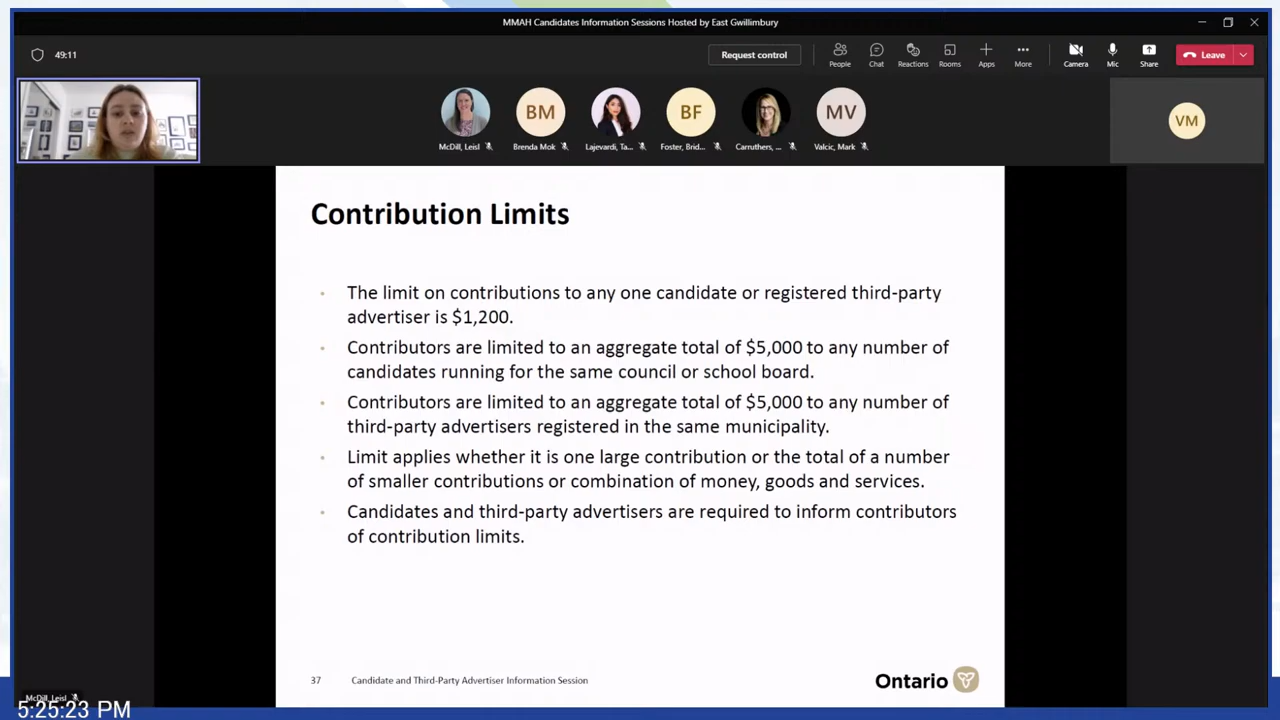 MMAH Candidates Information Sessions Hosted by East Gwillimbury
49:11
Request control
People
Chat
Reactions
Rooms
Apps
More
Camera
Mic
Share
Leave
BM
BF
MV
VM
McDill, Leisl
Brenda Mok
Lajevardi, Ta...
Foster, Brid...
Carruthers, ...
Valcic, Mark
Contribution Limits
• The limit on contributions to any one candidate or registered third-party
advertiser is $1,200.
• Contributors are limited to an aggregate total of $5,000 to any number of
candidates running for the same council or school board.
• Contributors are limited to an aggregate total of $5,000 to any number of
third-party advertisers registered in the same municipality.
• Limit applies whether it is one large contribution or the total of a number
of smaller contributions or combination of money, goods and services.
• Candidates and third-party advertisers are required to inform contributors
of contribution limits.
37 Candidate and Third-Party Advertiser Information Session
Ontario
McDill, Leisl
5:25:23 PM